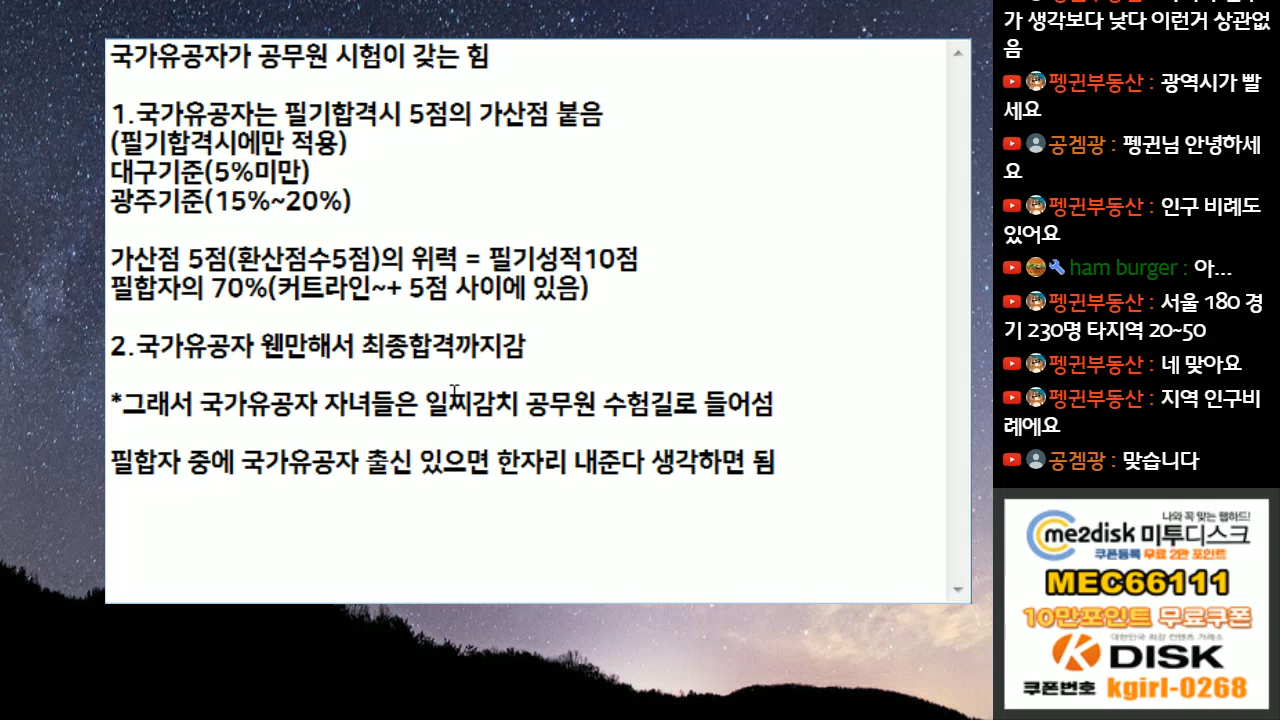 국가유공자가 공무원 시험이 갖는 힘
1.국가유공자는 필기합격시 5점의 가산점 붙음
(필기합격시에만 적용)
대구기준(5%미만)
광주기준(15%~20%)
가산점 5점(환산점수5점)의 위력 = 필기성적10점
필합자의 70%(커트라인~+ 5점 사이에 있음)
2.국가유공자 웬만해서 최종합격까지감
*그래서 국가유공자 자녀들은 일찌감치 공무원 수험길로 들어섬
필합자 중에 국가유공자 출신 있으면 한자리 내준다 생각하면 됨
가 생각보다 낮다 이런거 상관없
음
펭귄부동산 : 광역시가 빨
세요
공겜광 : 펭귄님 안녕하세
요
펭귄부동산 : 인구 비례도
있어요
ham burger : 아...
펭귄부동산 : 서울 180 경
기 230명 타지역 20~50
펭귄부동산 : 네 맞아요
펭귄부동산 : 지역 인구비
례에요
공겜광 : 맞습니다
나와 꼭 맞는 웹하드!
me2disk 미투디스크
쿠폰등록 무료 2만 포인트
MEC66111
10만포인트 무료쿠폰
대한민국 최강 컨텐츠 거래소
K DISK
쿠폰번호 kgirl-0268